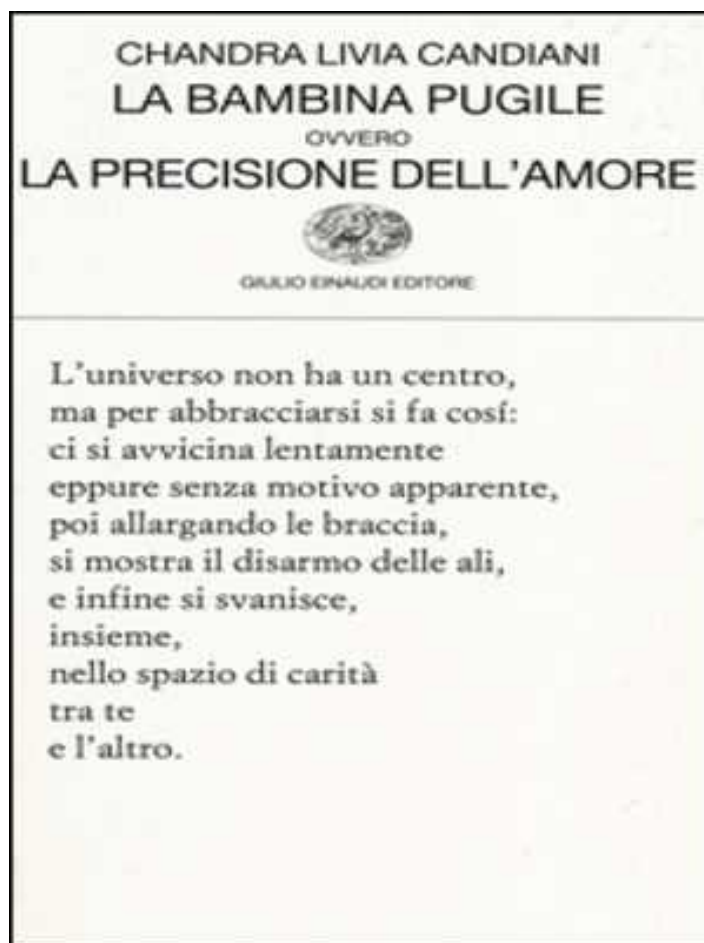 CHANDRA LIVIA CANDIANI
LA BAMBINA PUGILE
OVVERO
LA PRECISIONE DELL'AMORE
GIULIO EINAUDI EDITORE
L'universo non ha un centro,
ma per abbracciarsi si fa cosí:
ci si avvicina lentamente
eppure senza motivo apparente,
poi allargando le braccia,
si mostra il disarmo delle ali,
e infine si svanisce,
insieme,
nello spazio di carità
tra te
e l'altro.